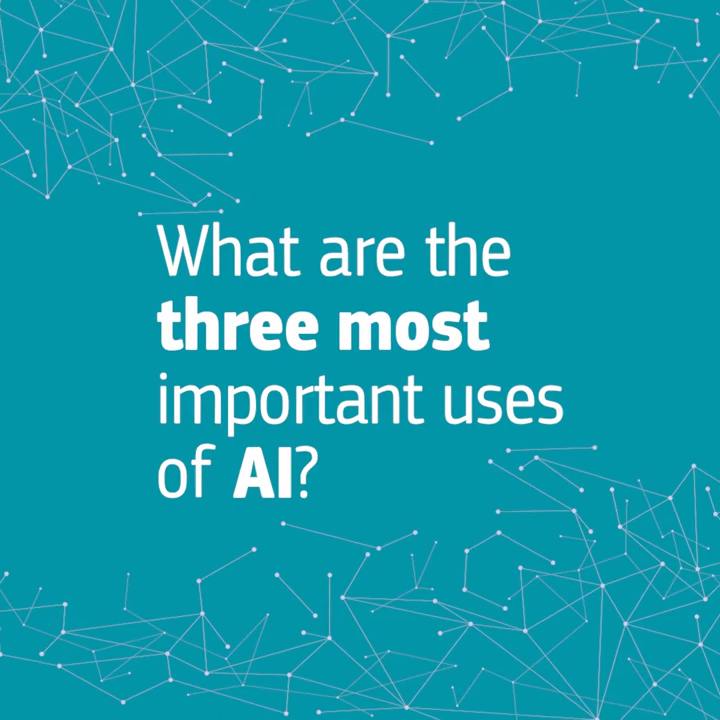 What are the
three most
important uses
of AI?